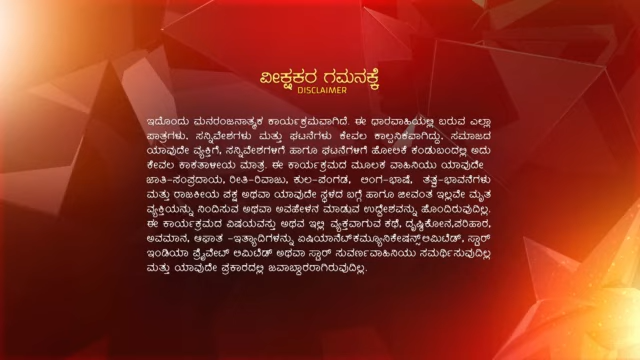 ವೀಕ್ಷಕರ ಗಮನಕ್ಕೆ
DISCLAIMER
ಇದೊಂದು ಮನರಂಜನಾತ್ಮಕ ಕಾರ್ಯಕ್ರಮವಾಗಿದೆ. ಈ ಧಾರವಾಹಿಯಲ್ಲಿ ಬರುವ ಎಲ್ಲಾ
ಪಾತ್ರಗಳು, ಸನ್ನಿವೇಶಗಳು ಮತ್ತು ಘಟನೆಗಳು ಕೇವಲ ಕಾಲ್ಪನಿಕವಾಗಿದ್ದು, ಸಮಾಜದ
ಯಾವುದೇ ವ್ಯಕ್ತಿಗೆ, ಸನ್ನಿವೇಶಗಳಿಗೆ ಹಾಗೂ ಘಟನೆಗಳಿಗೆ ಹೋಲಿಕೆ ಕಂಡುಬಂದಲ್ಲಿ ಅದು
ಕೇವಲ ಕಾಕತಾಳೀಯ ಮಾತ್ರ. ಈ ಕಾರ್ಯಕ್ರಮದ ಮೂಲಕ ವಾಹಿನಿಯು ಯಾವುದೇ
ಜಾತಿ-ಸಂಪ್ರದಾಯ, ರೀತಿ-ರಿವಾಜು, ಕುಲ-ಪಂಗಡ, ಲಿಂಗ-ಭಾಷೆ, ತತ್ವ-ಭಾವನೆಗಳು
ಮತ್ತು ರಾಜಕೀಯ ಪಕ್ಷ ಅಥವಾ ಯಾವುದೇ ಸ್ಥಳದ ಬಗ್ಗೆ ಹಾಗೂ ಜೀವಂತ ಇಲ್ಲವೇ ಮೃತ
ವ್ಯಕ್ತಿಯನ್ನು ನಿಂದಿಸುವ ಅಥವಾ ಅವಹೇಳನ ಮಾಡುವ ಉದ್ದೇಶವನ್ನು ಹೊಂದಿರುವುದಿಲ್ಲ.
ಈ ಕಾರ್ಯಕ್ರಮದ ವಿಷಯವಸ್ತು ಅಥವ ಇಲ್ಲಿ ವ್ಯಕ್ತವಾಗುವ ಕಥೆ, ದೃಷ್ಟಿಕೋನ,ಪರಿಹಾರ,
ಅವಮಾನ, ಆಘಾತ -ಇತ್ಯಾದಿಗಳನ್ನು ಏಷಿಯಾನೆಟ್‌ಕಮ್ಯೂನಿಕೇಷನ್ಸ್ ಲಿಮಿಟೆಡ್, ಸ್ಟಾರ್
ಇಂಡಿಯಾ ಪ್ರೈವೇಟ್ ಲಿಮಿಟೆಡ್ ಅಥವಾ ಸ್ಟಾರ್ ಸುವರ್ಣವಾಹಿನಿಯು ಸಮರ್ಥಿಸುವುದಿಲ್ಲ
ಮತ್ತು ಯಾವುದೇ ಪ್ರಕಾರದಲ್ಲಿ ಜವಾಬ್ದಾರರಾಗಿರುವುದಿಲ್ಲ.